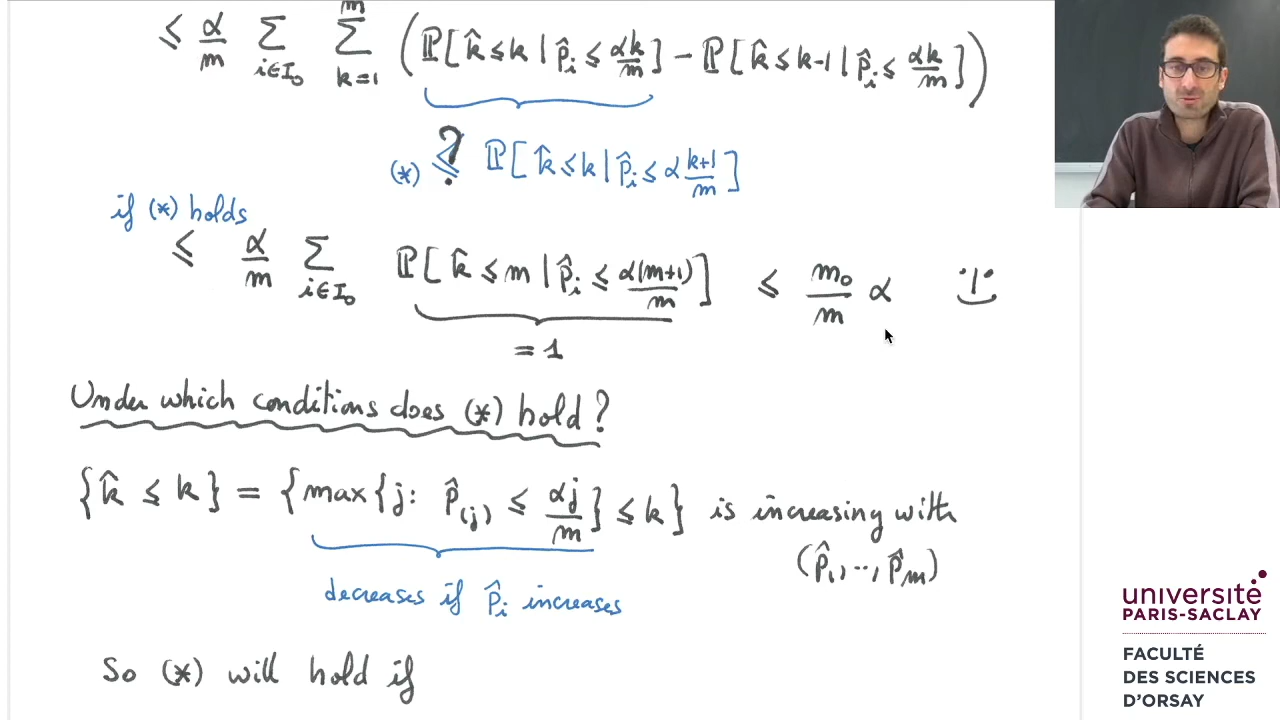 ≤ α/m Σ_{i∈I₀} Σ_{k=1}^{m} ( ℙ[k̂ ≤ k | p̂ᵢ ≤ αk/m] − ℙ[k̂ ≤ k-1 | p̂ᵢ ≤ αk/m] )
(*) ≤ ? ℙ[k̂ ≤ k | p̂ᵢ ≤ α (k+1)/m]
if (*) holds
≤ α/m Σ_{i∈I₀} ℙ[k̂ ≤ m | p̂ᵢ ≤ α(m+1)/m] ≤ m₀/m α
= 1
Under which conditions does (*) hold?
{k̂ ≤ k} = {max{j: p̂_(j) ≤ αj/m} ≤ k} is increasing with
(p̂₁, .., p̂ₘ)
decreases if p̂ᵢ increases
So (*) will hold if
université
PARIS-SACLAY
FACULTÉ
DES SCIENCES
D'ORSAY